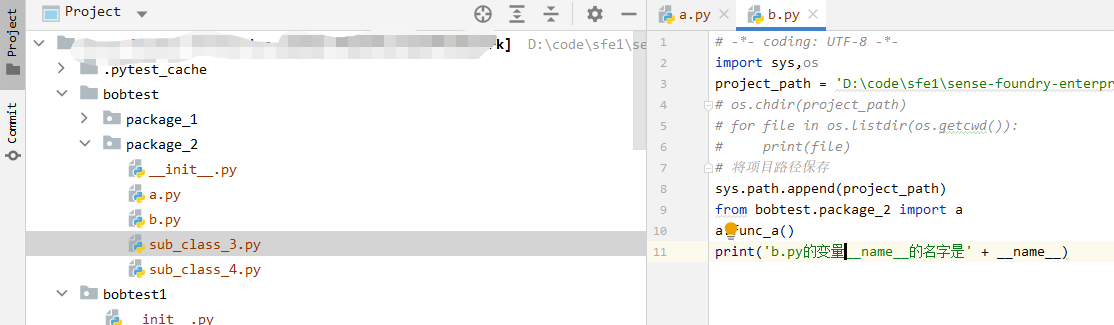 Project
Project
Commit
rk] D:\code\sfe1\se
.pytest_cache
bobtest
package_1
package_2
__init__.py
a.py
b.py
sub_class_3.py
sub_class_4.py
bobtest1
__init__.py
a.py
b.py
1 # -*- coding: UTF-8 -*-
2 import sys,os
3 project_path = 'D:\code\sfe1\sense-foundry-enterpr
4 # os.chdir(project_path)
5 # for file in os.listdir(os.getcwd()):
6 #     print(file)
7 # 将项目路径保存
8 sys.path.append(project_path)
9 from bobtest.package_2 import a
10 a.func_a()
11 print('b.py的变量__name__的名字是' + __name__)